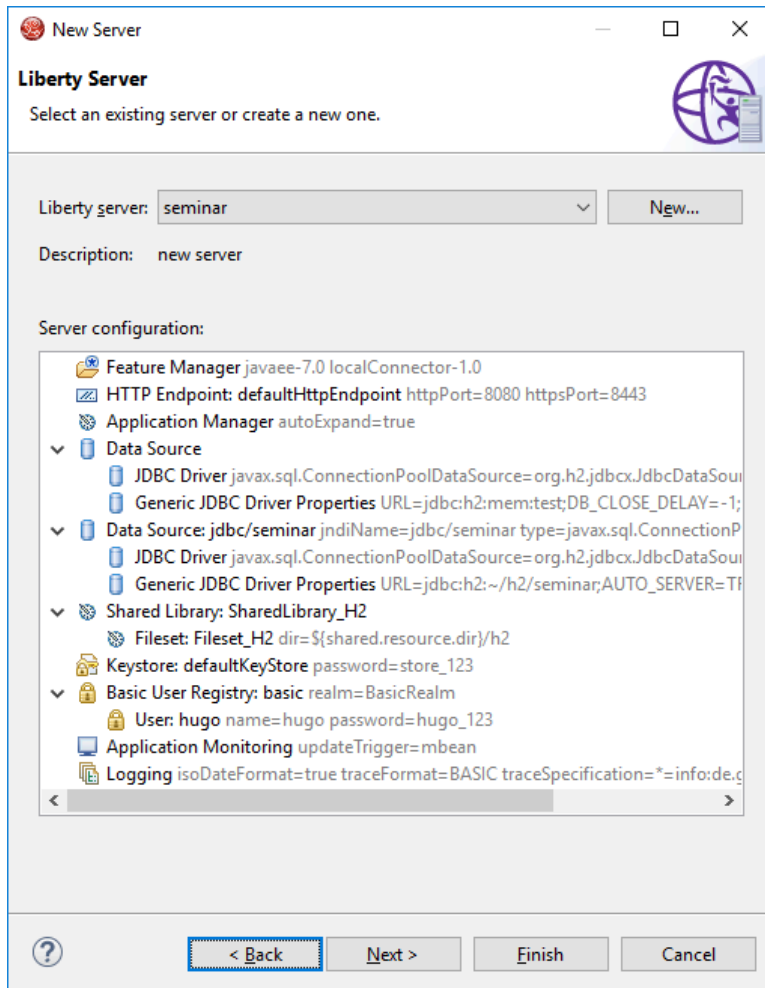 New Server
Liberty Server
Select an existing server or create a new one.
Liberty server: seminar New...
Description: new server
Server configuration:
Feature Manager javaee-7.0 localConnector-1.0
HTTP Endpoint: defaultHttpEndpoint httpPort=8080 httpsPort=8443
Application Manager autoExpand=true
Data Source
JDBC Driver javax.sql.ConnectionPoolDataSource=org.h2.jdbcx.JdbcDataSour
Generic JDBC Driver Properties URL=jdbc:h2:mem:test;DB_CLOSE_DELAY=-1;
Data Source: jdbc/seminar jndiName=jdbc/seminar type=javax.sql.ConnectionP
JDBC Driver javax.sql.ConnectionPoolDataSource=org.h2.jdbcx.JdbcDataSour
Generic JDBC Driver Properties URL=jdbc:h2:~/h2/seminar;AUTO_SERVER=TR
Shared Library: SharedLibrary_H2
Fileset: Fileset_H2 dir=${shared.resource.dir}/h2
Keystore: defaultKeyStore password=store_123
Basic User Registry: basic realm=BasicRealm
User: hugo name=hugo password=hugo_123
Application Monitoring updateTrigger=mbean
Logging isoDateFormat=true traceFormat=BASIC traceSpecification=*=info:de.g
< Back Next > Finish Cancel